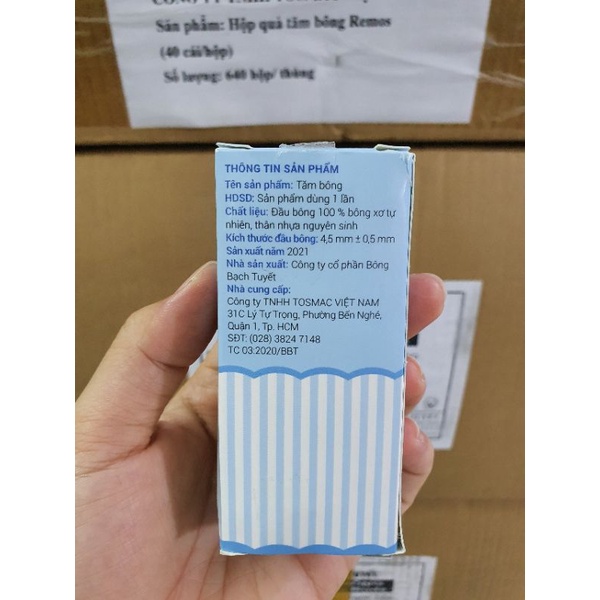 Sản phẩm: Hộp quà tăm bông Remos
(40 cái/hộp)
Số lượng: 640 hộp/ thùng
THÔNG TIN SẢN PHẨM
Tên sản phẩm: Tăm bông
HDSD: Sản phẩm dùng 1 lần
Chất liệu: Đầu bông 100 % bông xơ tự
nhiên, thân nhựa nguyên sinh
Kích thước đầu bông: 4,5 mm ± 0,5 mm
Sản xuất năm 2021
Nhà sản xuất: Công ty cổ phần Bông
Bạch Tuyết
Nhà cung cấp:
Công ty TNHH TOSMAC VIỆT NAM
31C Lý Tự Trọng, Phường Bến Nghé,
Quận 1, Tp. HCM
SĐT: (028) 3824 7148
TC 03:2020/BBT